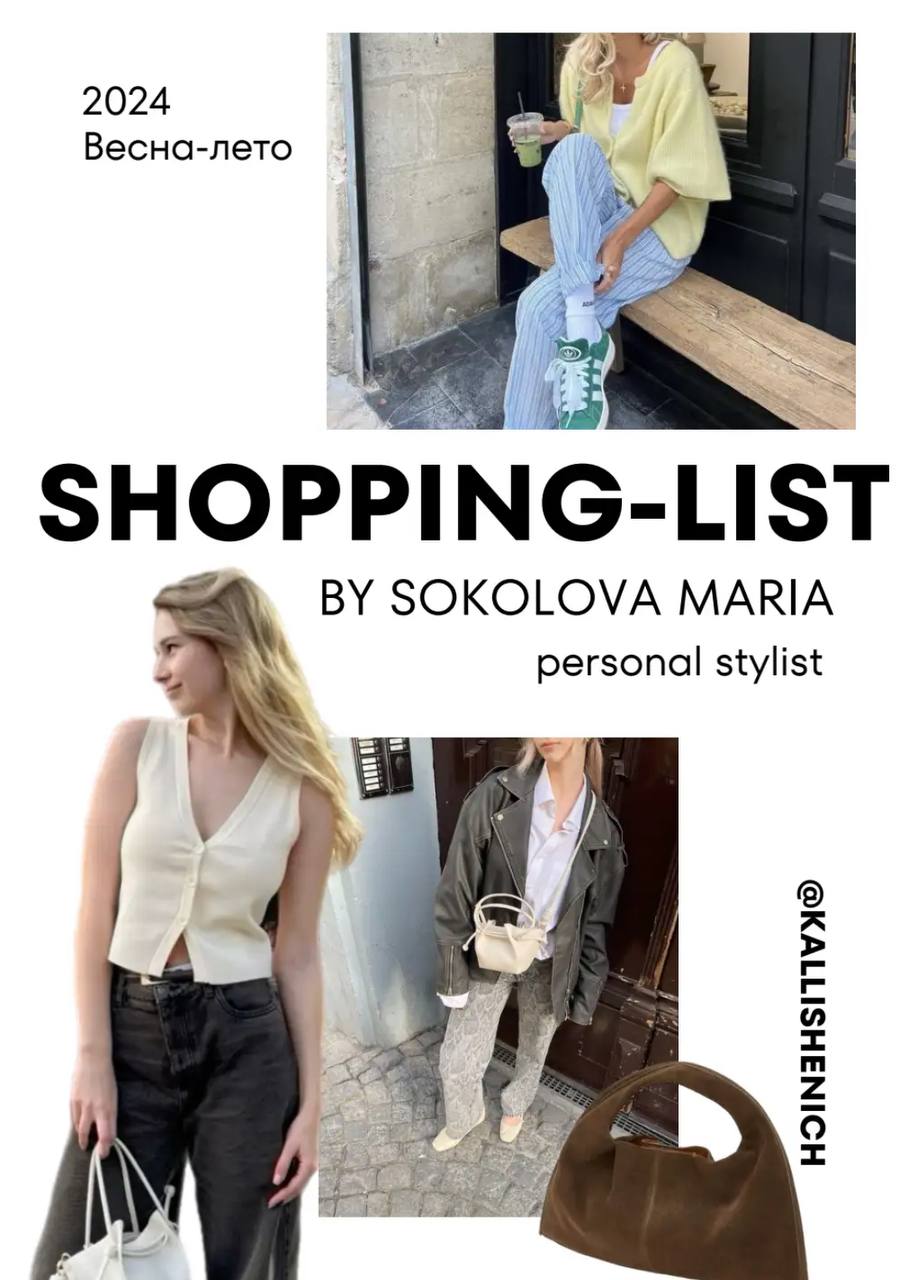 2024
Весна-лето
SHOPPING-LIST
BY SOKOLOVA MARIA
personal stylist
@KALLISHENICH